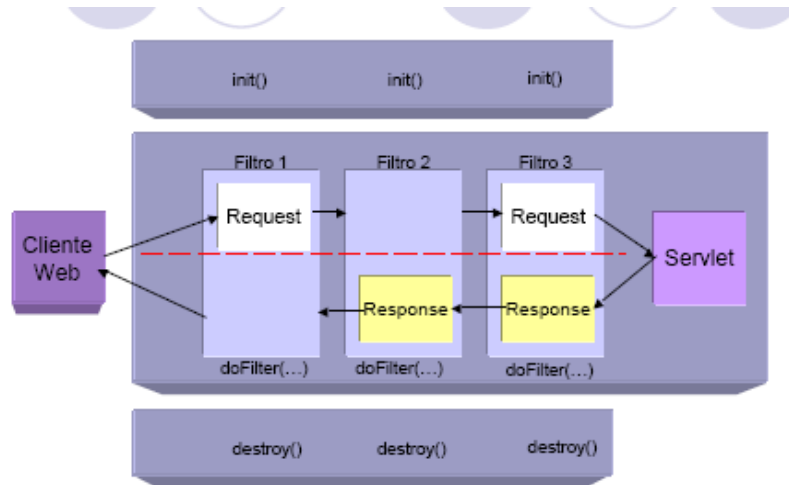 init() init() init()
Filtro 1 Filtro 2 Filtro 3
Request Request
Cliente
Web
Servlet
Response Response
doFilter(...) doFilter(...) doFilter(...)
destroy() destroy() destroy()